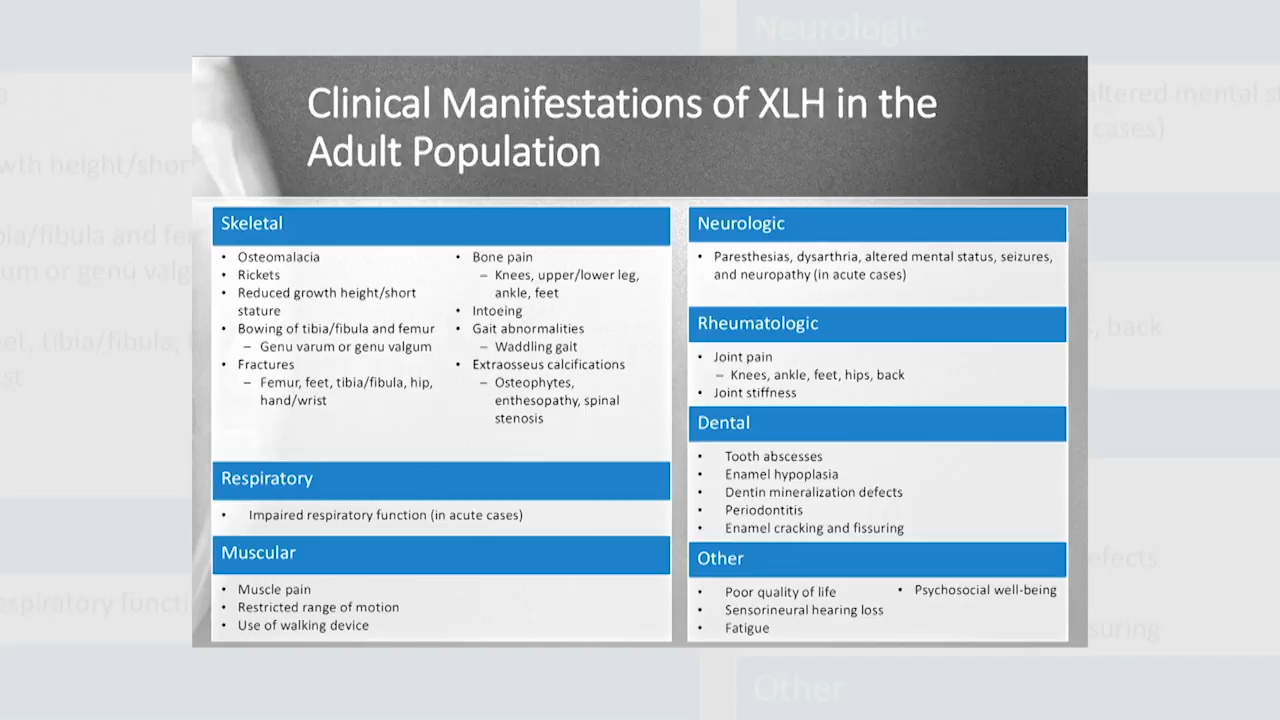 Clinical Manifestations of XLH in the
Adult Population
Skeletal
• Osteomalacia
• Rickets
• Reduced growth height/short
stature
• Bowing of tibia/fibula and femur
– Genu varum or genu valgum
• Fractures
– Femur, feet, tibia/fibula, hip,
hand/wrist
• Bone pain
– Knees, upper/lower leg,
ankle, feet
• Intoeing
• Gait abnormalities
– Waddling gait
• Extraosseus calcifications
– Osteophytes,
enthesopathy, spinal
stenosis
Respiratory
• Impaired respiratory function (in acute cases)
Muscular
• Muscle pain
• Restricted range of motion
• Use of walking device
Neurologic
• Paresthesias, dysarthria, altered mental status, seizures,
and neuropathy (in acute cases)
Rheumatologic
• Joint pain
– Knees, ankle, feet, hips, back
• Joint stiffness
Dental
• Tooth abscesses
• Enamel hypoplasia
• Dentin mineralization defects
• Periodontitis
• Enamel cracking and fissuring
Other
• Poor quality of life
• Sensorineural hearing loss
• Fatigue
• Psychosocial well-being